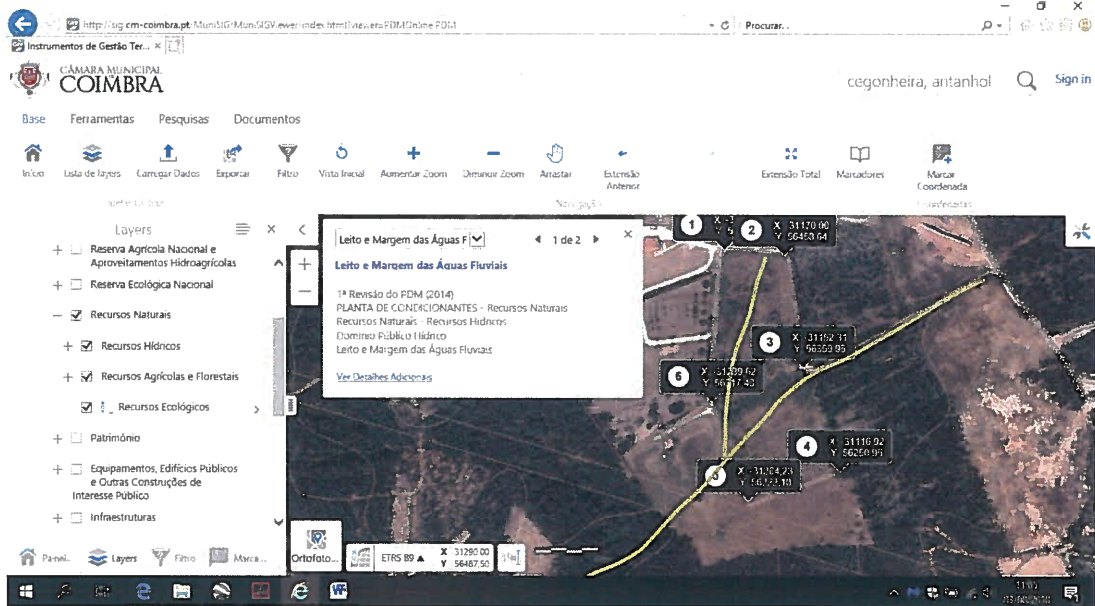 http://sig.cm-coimbra.pt/MuniSIG/MuniSIGViewer/index.html?viewer=PDMOnline.PDM
Procurar...
Instrumentos de Gestão Ter...
CÂMARA MUNICIPAL
COIMBRA
cegonheira, antanhol
Sign in
Base Ferramentas Pesquisas Documentos
Início Lista de layers Carregar Dados Exportar Filtro Vista Inicial Aumentar Zoom Diminuir Zoom Arrastar Extensão Anterior Extensão Total Marcadores Marcar Coordenada
Navegação
Coordenadas
Layers
Reserva Agrícola Nacional e
Aproveitamentos Hidroagrícolas
Reserva Ecológica Nacional
Recursos Naturais
Recursos Hídricos
Recursos Agrícolas e Florestais
Recursos Ecológicos
Património
Equipamentos, Edifícios Públicos
e Outras Construções de
Interesse Público
Infraestruturas
Painel... Layers Filtro Marca...
Leito e Margem das Águas F
1 de 2
Leito e Margem das Águas Fluviais
1ª Revisão do PDM (2014)
PLANTA DE CONDICIONANTES - Recursos Naturais
Recursos Naturais - Recursos Hídricos
Domínio Público Hídrico
Leito e Margem das Águas Fluviais
Ver Detalhes Adicionais
1
2 X -31170.00
Y 56453.64
3 X -31152.31
4 X -31116.92
6
Ortofoto...
ETRS 89
X -31290.00
Y 56487.50
11:05